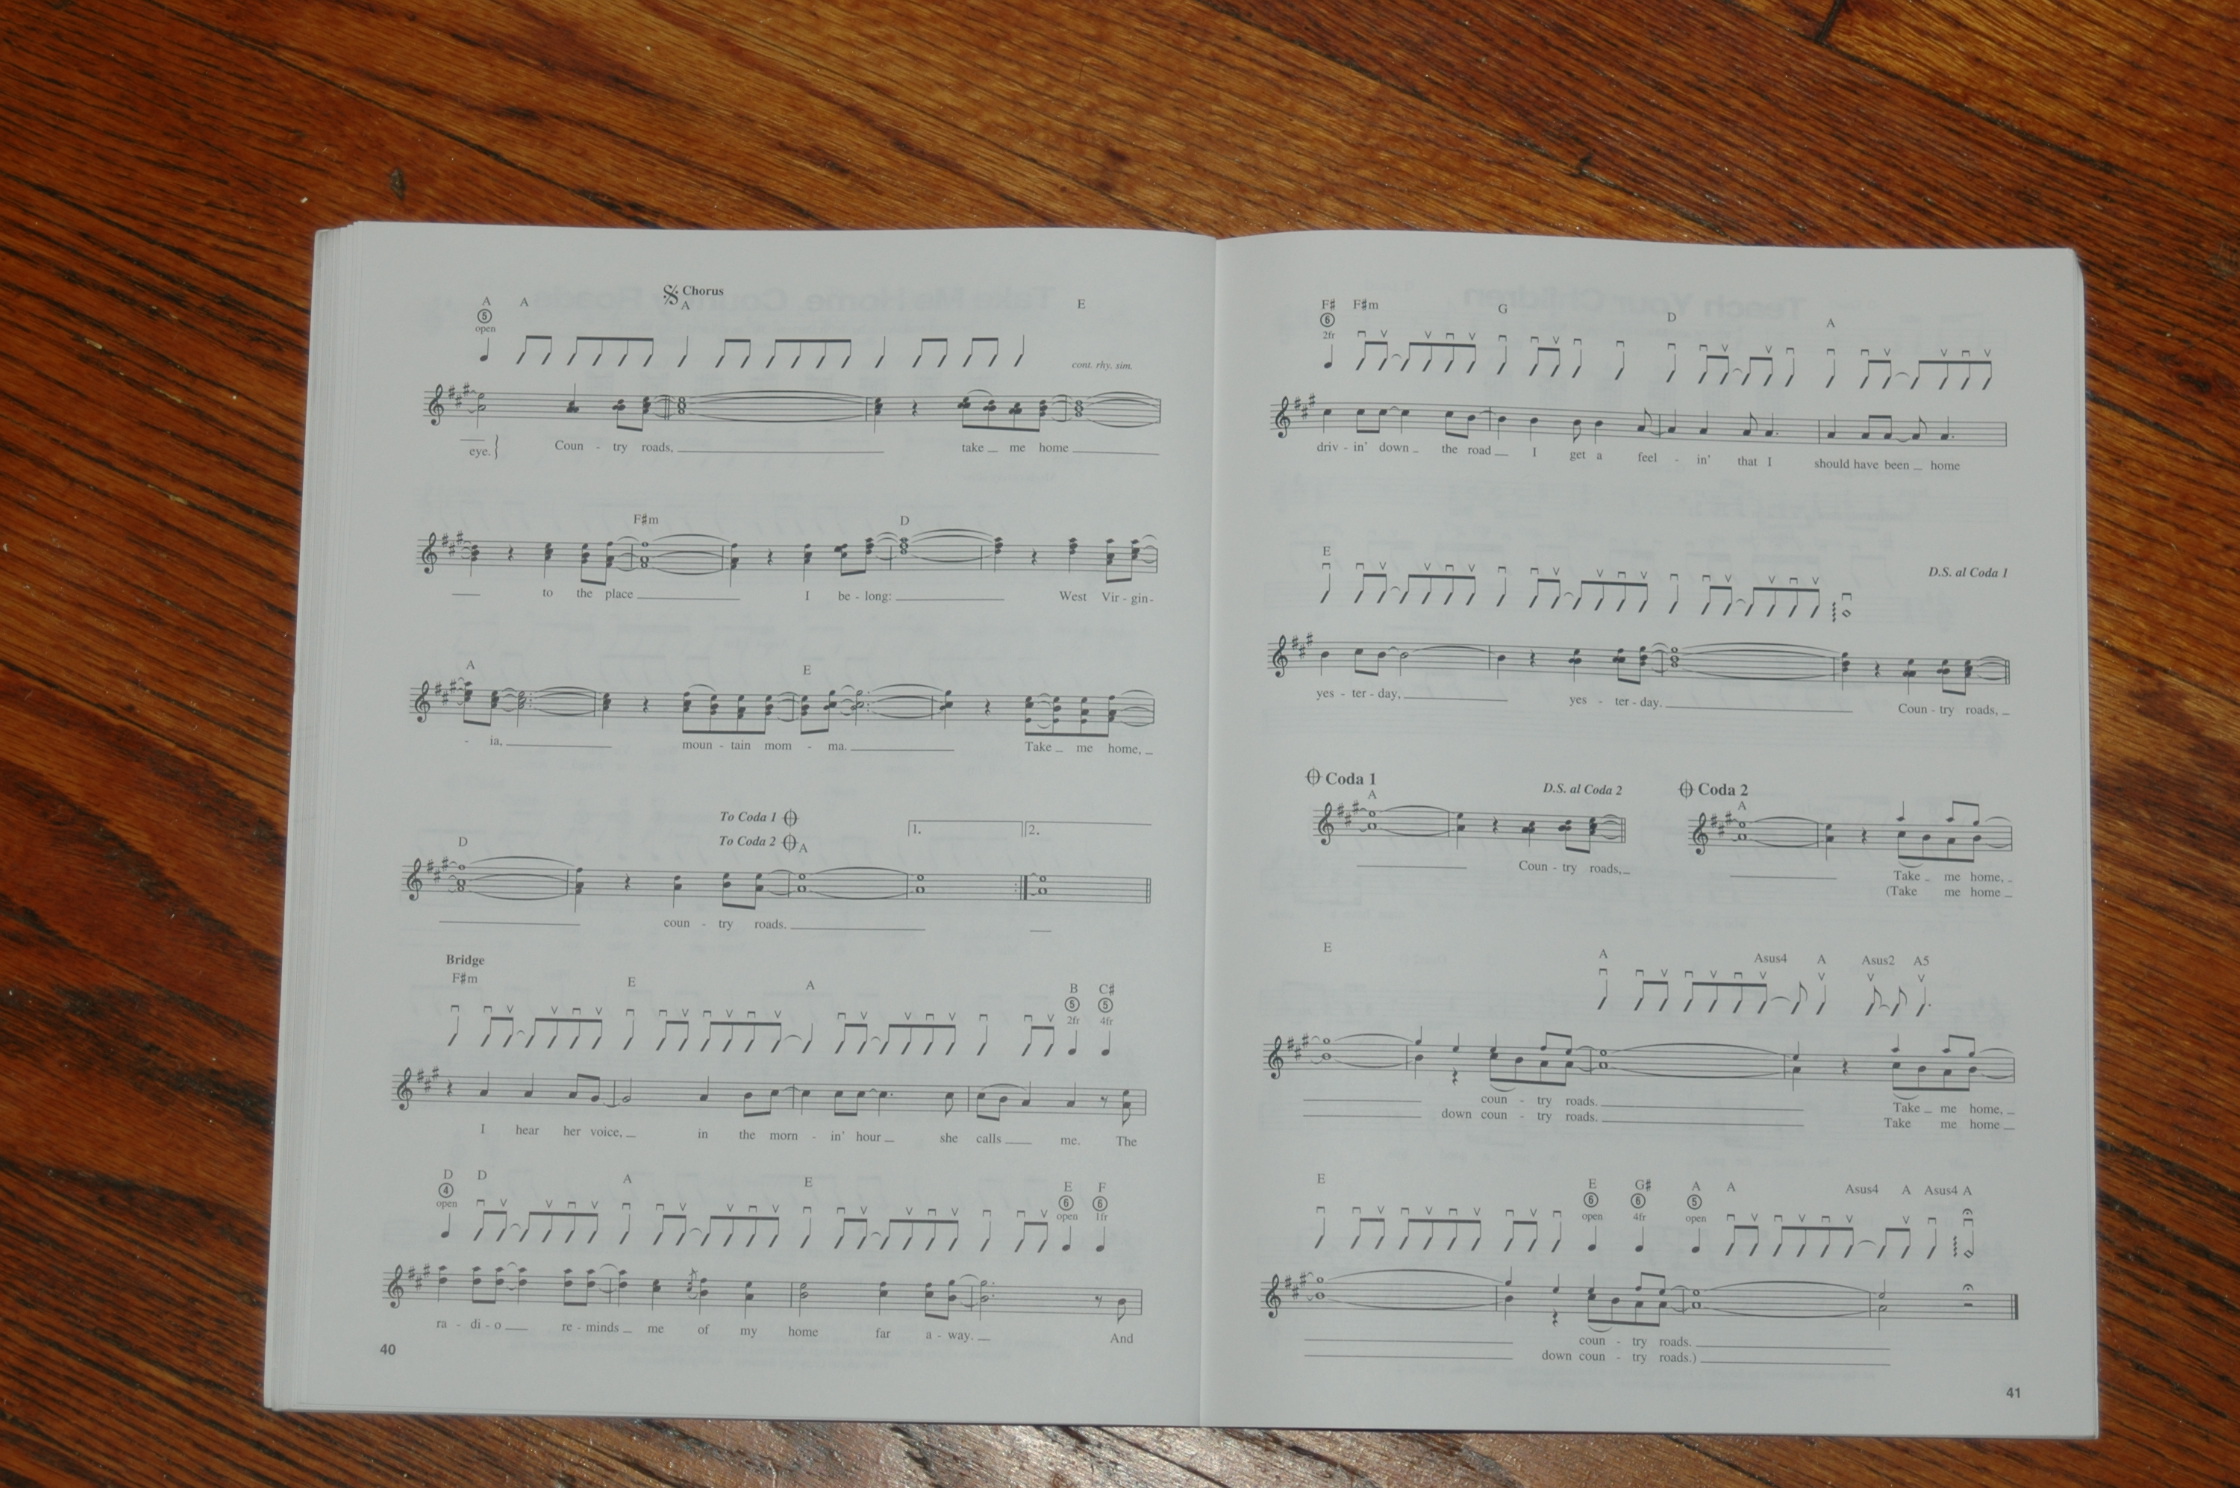 Chorus
A A A E
5
open
cont. rhy. sim.
eye. Coun - try roads, take me home
F♯m D
to the place I be - long: West Vir - gin -
A E
- ia, moun - tain mom - ma. Take me home,
To Coda 1
To Coda 2
D A 1. 2.
coun - try roads.
Bridge
F♯m E A B C♯
5 5
2fr 4fr
I hear her voice, in the morn - in' hour she calls me. The
D D A E E F
4 6 6
open open 1fr
ra - di - o re - minds me of my home far a - way. And
40
F♯ F♯m G D A
6
2fr
driv - in' down the road I get a feel - in' that I should have been home
E
D.S. al Coda 1
yes - ter - day, yes - ter - day. Coun - try roads,
Coda 1 D.S. al Coda 2
A
Coun - try roads,
Coda 2
A
Take me home,
(Take me home
E A Asus4 A Asus2 A5
coun - try roads. Take me home,
down coun - try roads. Take me home
E E G♯ A A Asus4 A Asus4 A
6 6 5
open 4fr open
coun - try roads.
down coun - try roads.)
41